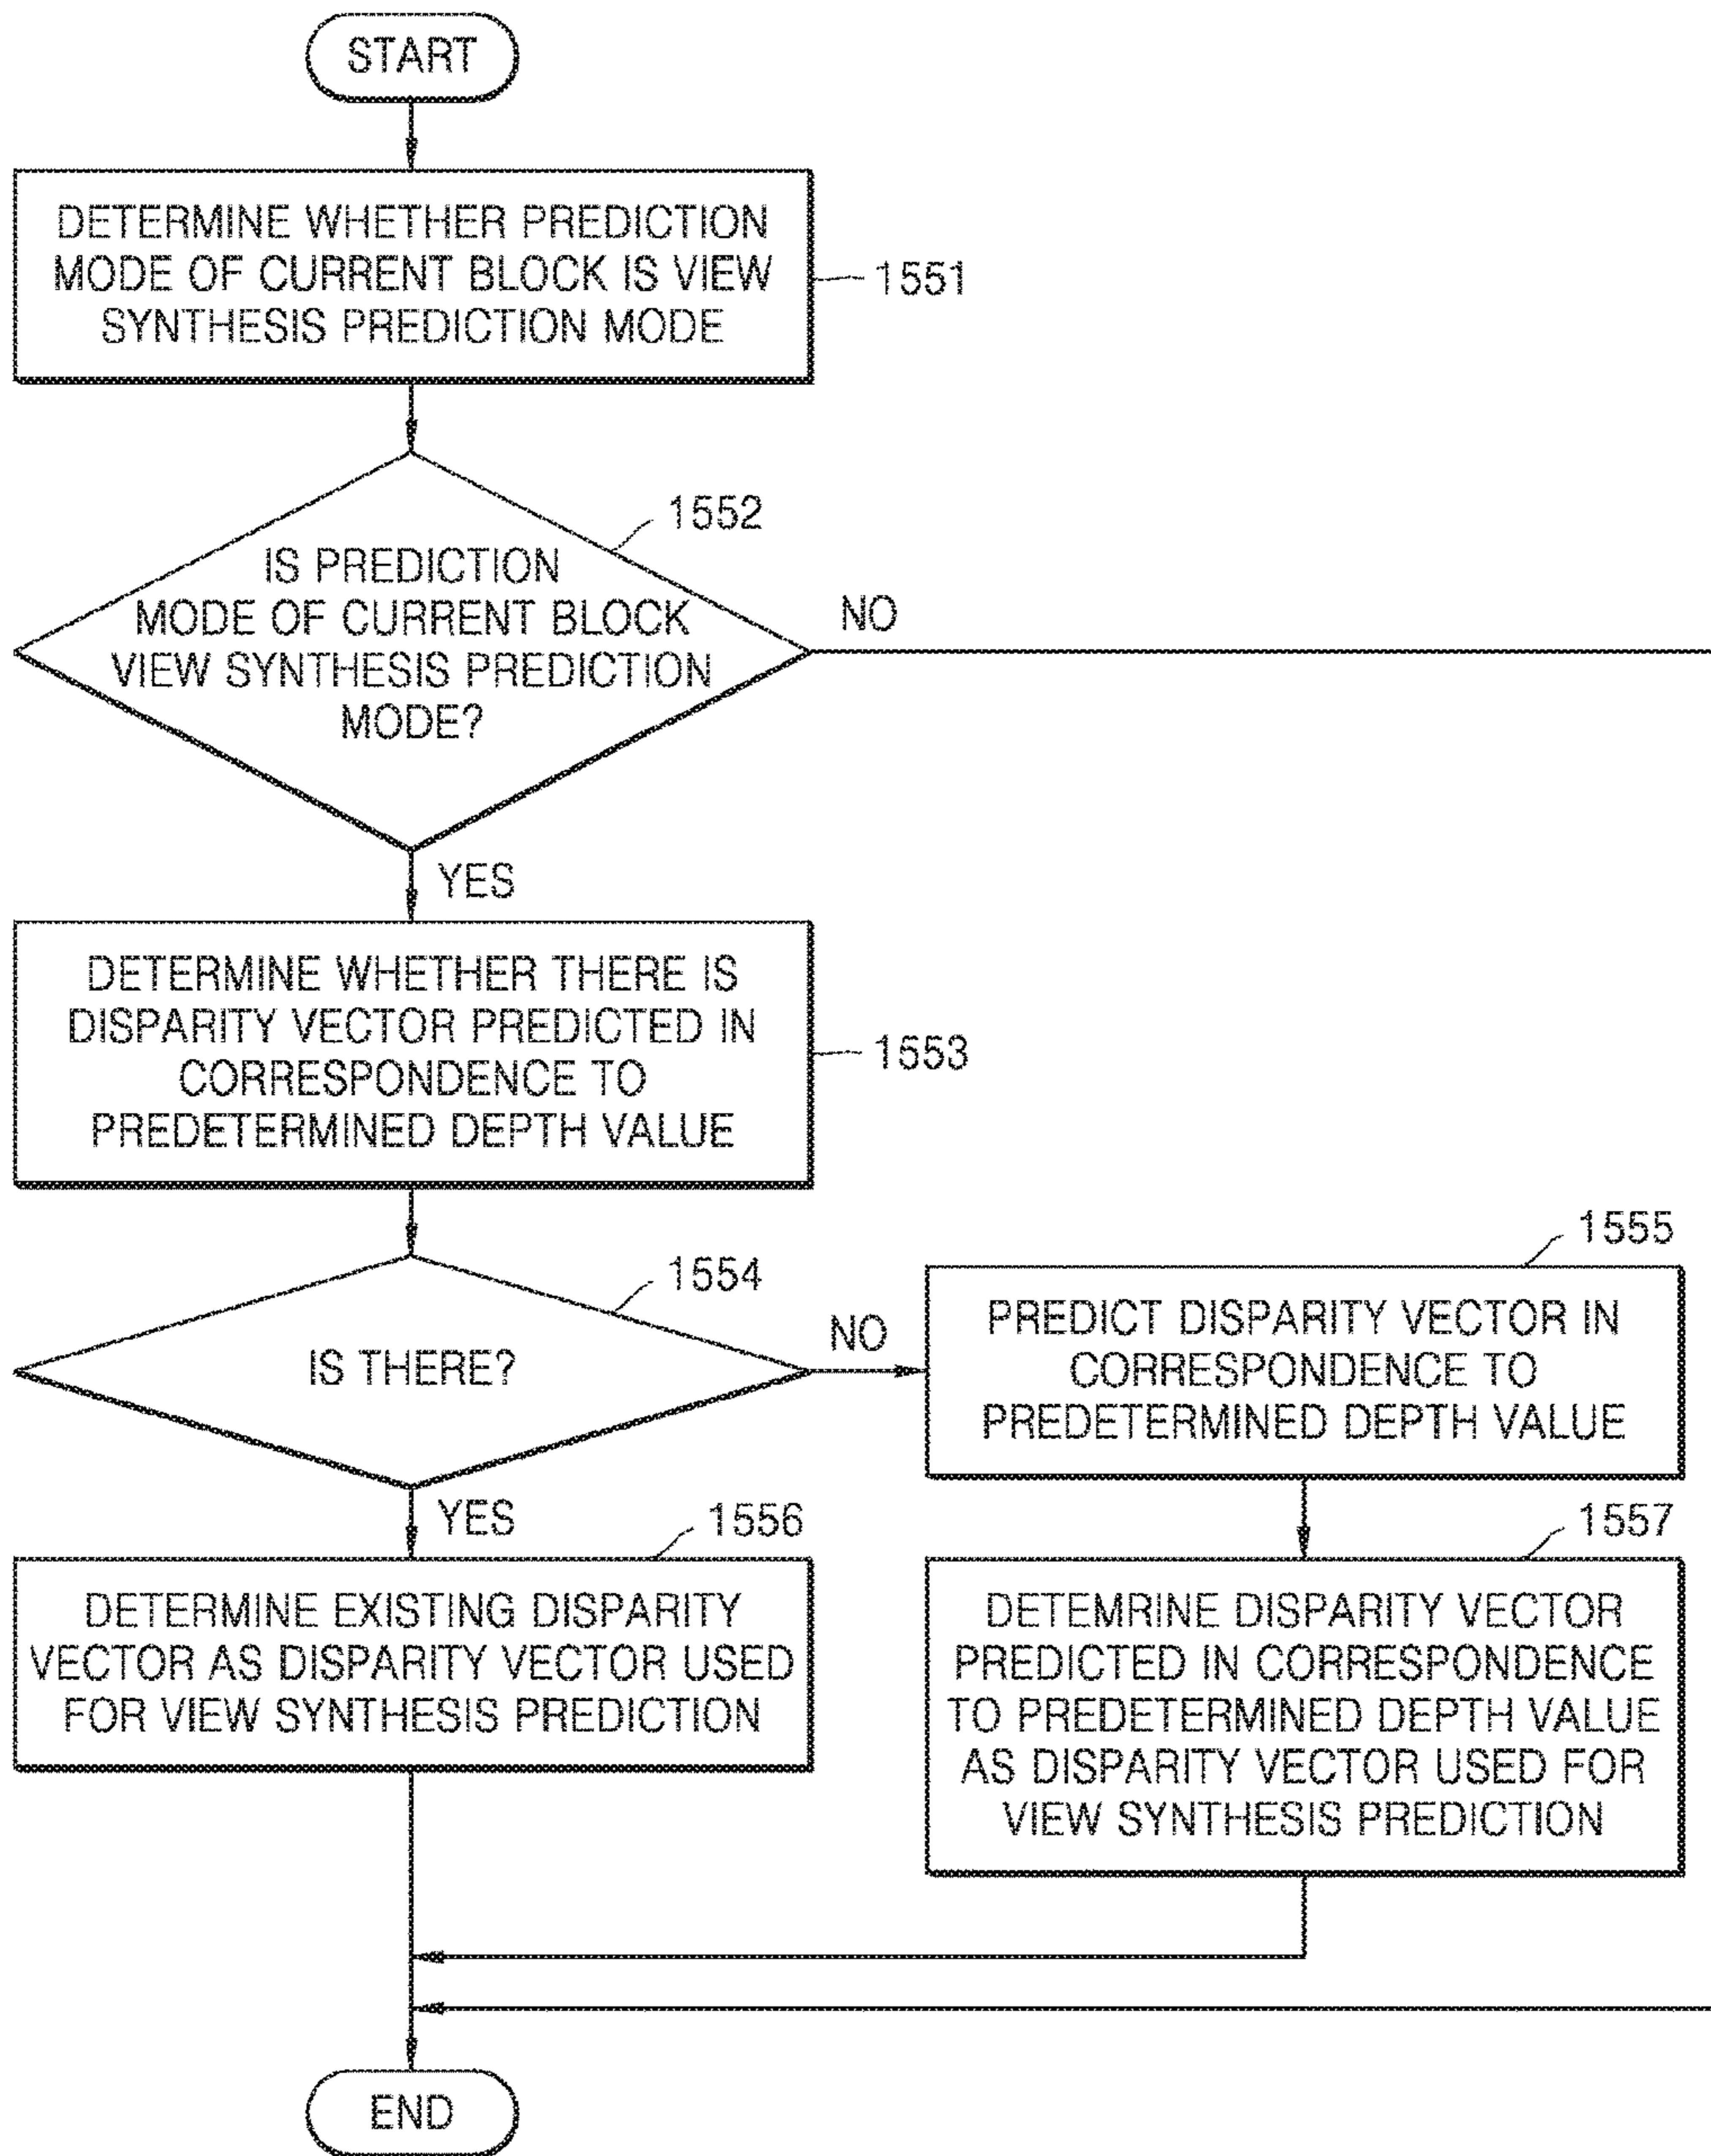 START
DETERMINE WHETHER PREDICTION
MODE OF CURRENT BLOCK IS VIEW
SYNTHESIS PREDICTION MODE
1551
1552
IS PREDICTION
MODE OF CURRENT BLOCK
VIEW SYNTHESIS PREDICTION
MODE?
NO
YES
DETERMINE WHETHER THERE IS
DISPARITY VECTOR PREDICTED IN
CORRESPONDENCE TO
PREDETERMINED DEPTH VALUE
1553
1554
IS THERE?
NO
1555
PREDICT DISPARITY VECTOR IN
CORRESPONDENCE TO
PREDETERMINED DEPTH VALUE
YES
1556
DETERMINE EXISTING DISPARITY
VECTOR AS DISPARITY VECTOR USED
FOR VIEW SYNTHESIS PREDICTION
1557
DETEMRINE DISPARITY VECTOR
PREDICTED IN CORRESPONDENCE
TO PREDETERMINED DEPTH VALUE
AS DISPARITY VECTOR USED FOR
VIEW SYNTHESIS PREDICTION
END